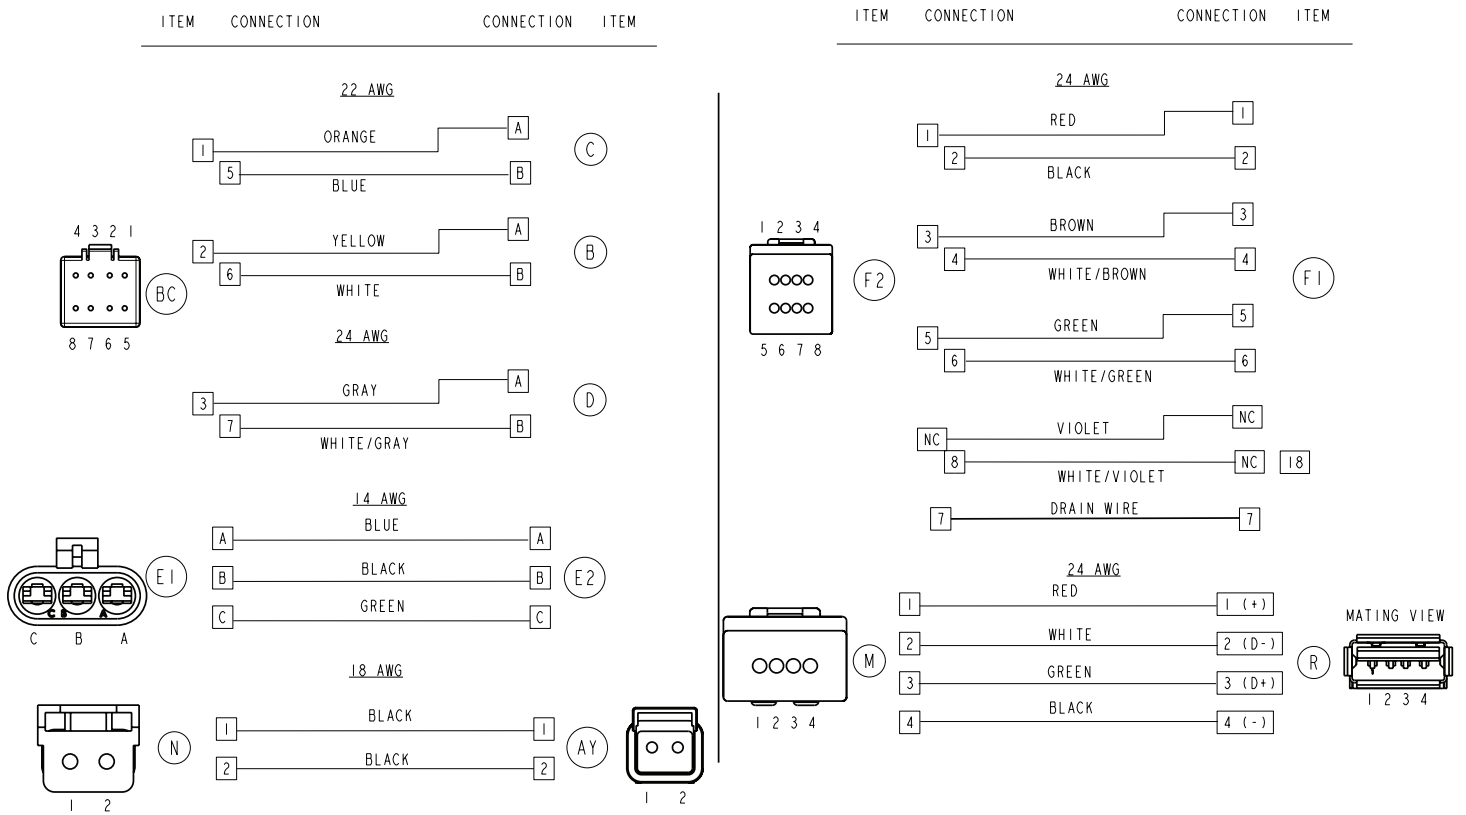 ITEM CONNECTION CONNECTION ITEM
22 AWG
1 ORANGE A
5 BLUE B
C
2 YELLOW A
6 WHITE B
B
4 3 2 1
BC
8 7 6 5
24 AWG
3 GRAY A
7 WHITE/GRAY B
D
14 AWG
A BLUE A
B BLACK B
C GREEN C
E1
E2
C B A
C B A
18 AWG
1 BLACK 1
2 BLACK 2
N
AY
1 2
1 2
ITEM CONNECTION CONNECTION ITEM
24 AWG
1 RED 1
2 BLACK 2
3 BROWN 3
4 WHITE/BROWN 4
1 2 3 4
F2
F1
5 6 7 8
5 GREEN 5
6 WHITE/GREEN 6
NC VIOLET NC
8 WHITE/VIOLET NC 18
7 DRAIN WIRE 7
24 AWG
1 RED 1 (+)
2 WHITE 2 (D-)
3 GREEN 3 (D+)
4 BLACK 4 (-)
M
R
1 2 3 4
MATING VIEW
1 2 3 4